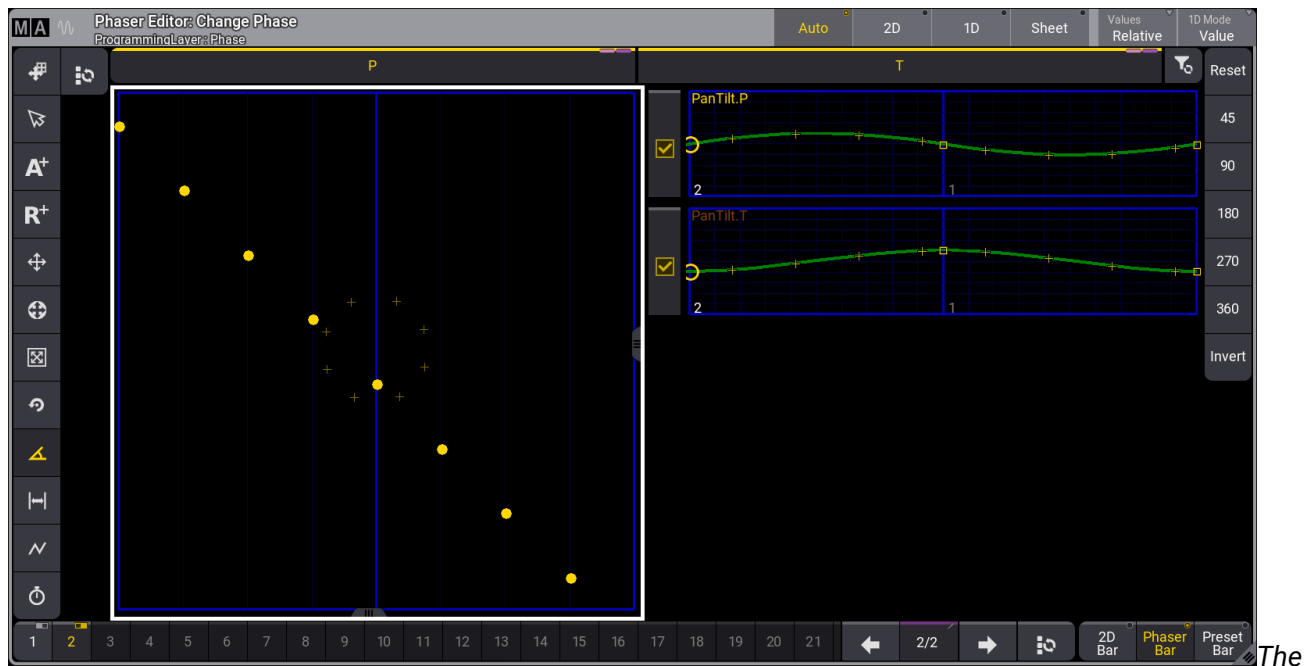 MA Phaser Editor: Change Phase
ProgrammingLayer: Phase
Auto 2D 1D Sheet Values Relative 1D Mode Value
P T Reset
PanTilt.P
45
A+ 90
2 1
R+ 180
PanTilt.T
270
2 1
360
Invert
1 2 3 4 5 6 7 8 9 10 11 12 13 14 15 16 17 18 19 20 21 2/2 2D Bar Phaser Bar Preset Bar
The